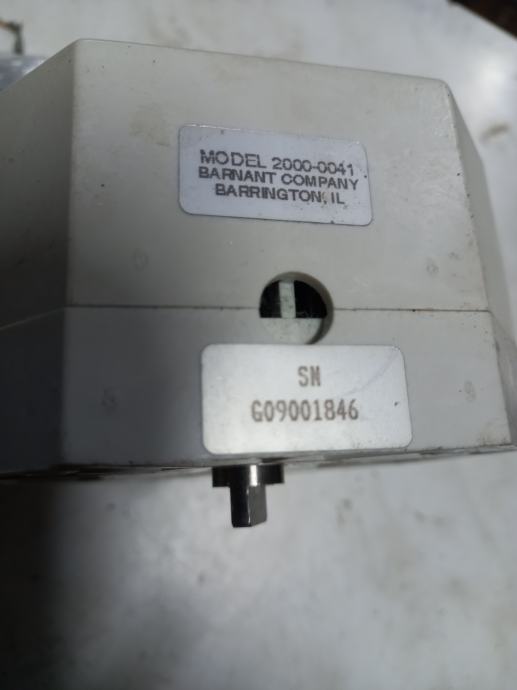 MODEL 2000-0041
BARNANT COMPANY
BARRINGTON, IL
SN
G09001846